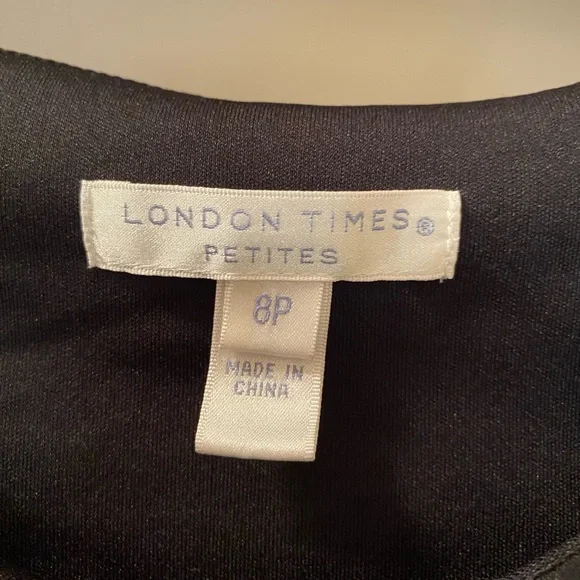 LONDON TIMES®
PETITES
8P
MADE IN
CHINA